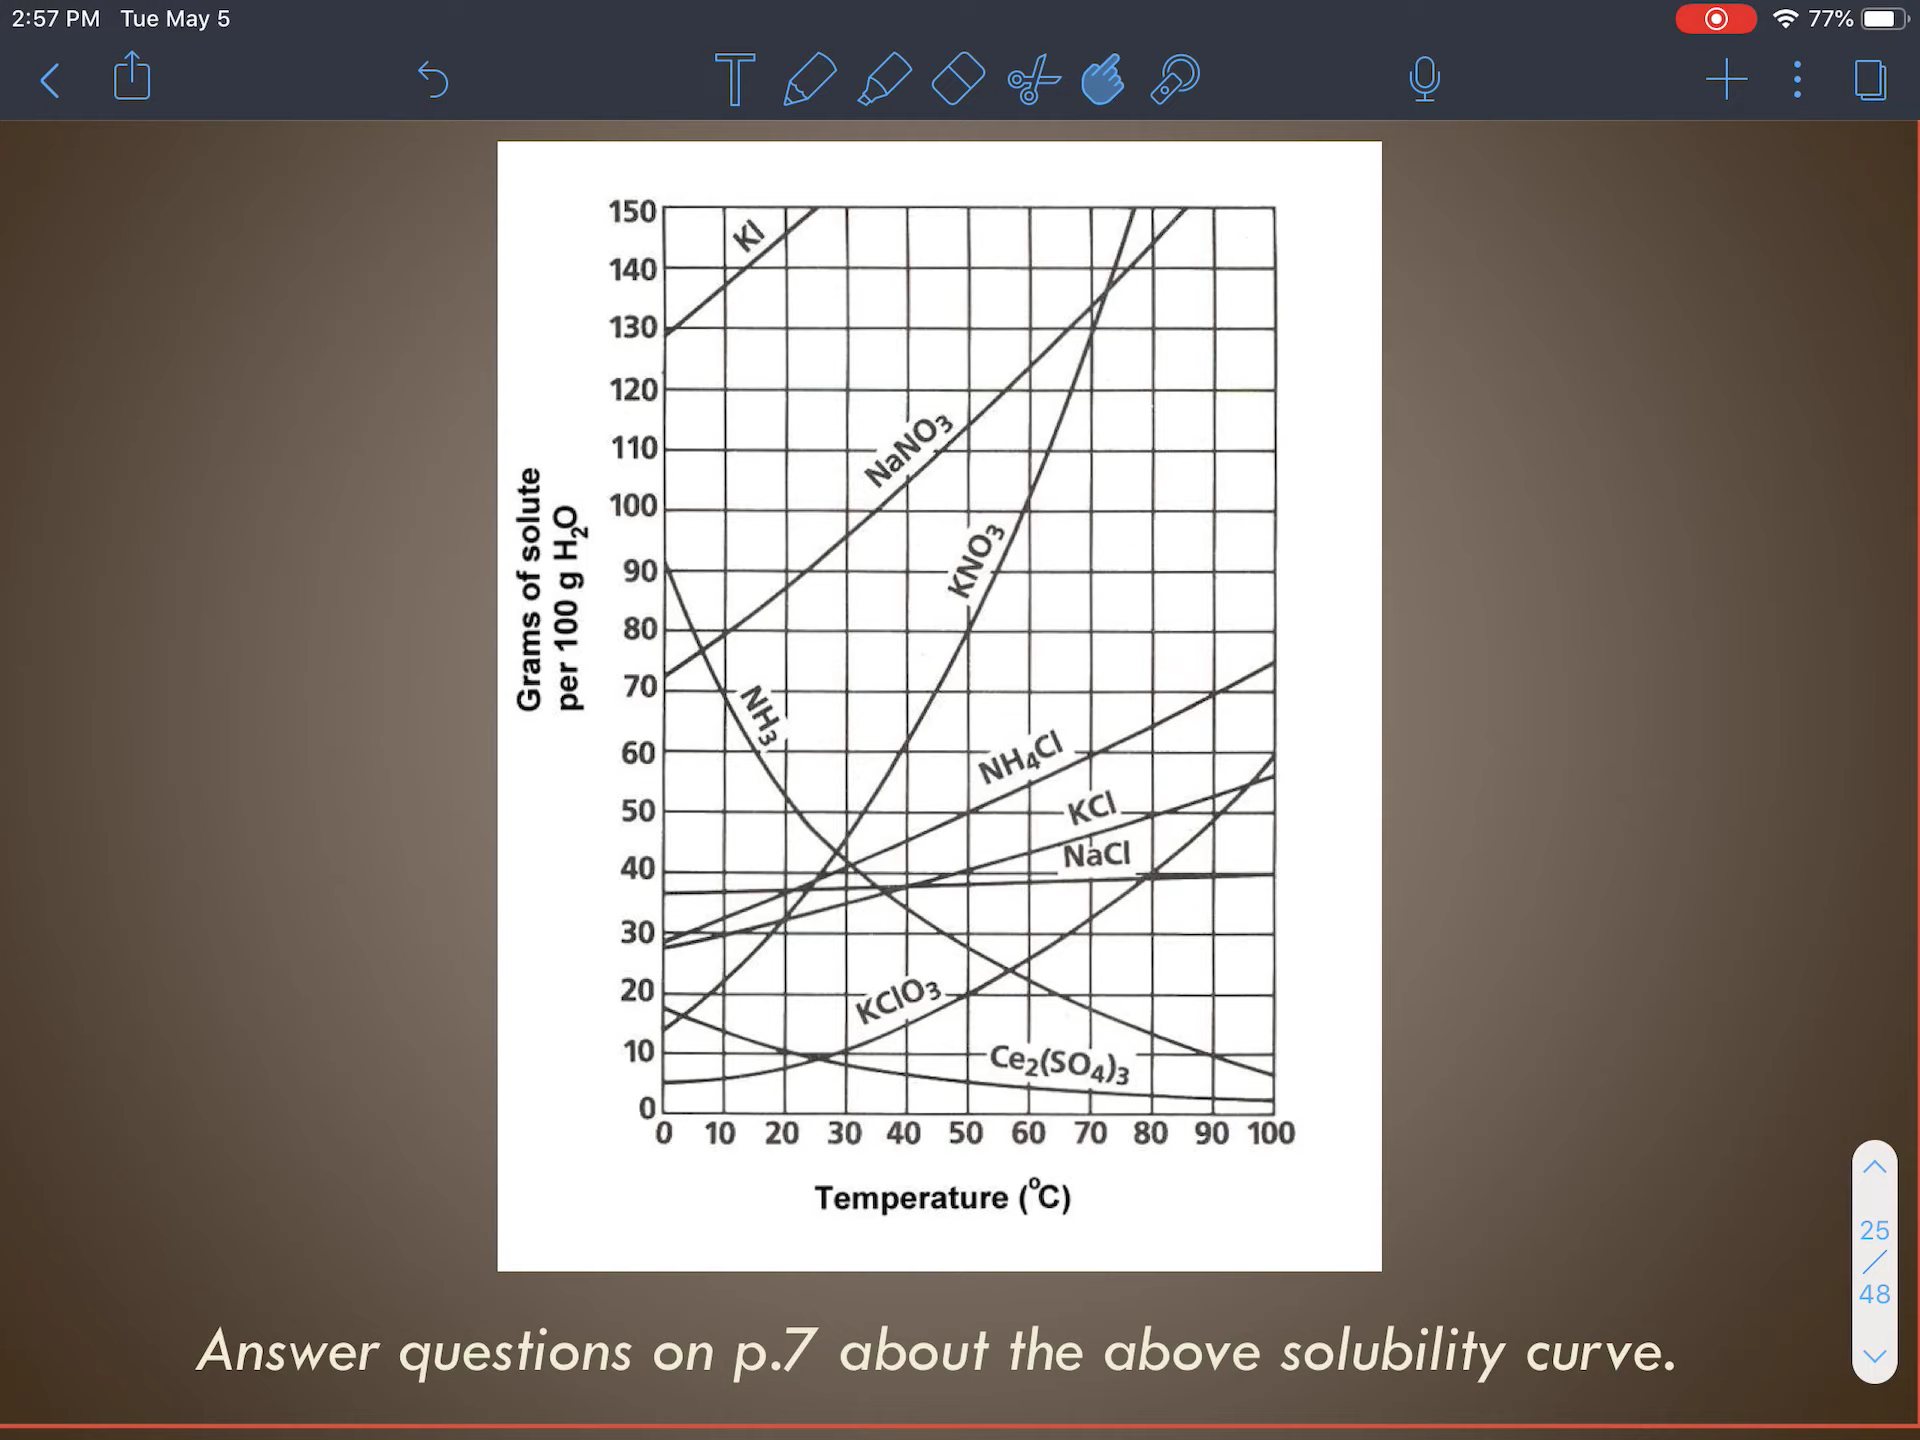 2:57 PM Tue May 5
77%
150
140
130
120
110
100
90
80
70
60
50
40
30
20
10
0
0 10 20 30 40 50 60 70 80 90 100
Grams of solute
per 100 g H₂O
Temperature (°C)
KI
NaNO₃
KNO₃
NH₃
NH₄Cl
KCl
NaCl
KClO₃
Ce₂(SO₄)₃
25
/
48
Answer questions on p.7 about the above solubility curve.